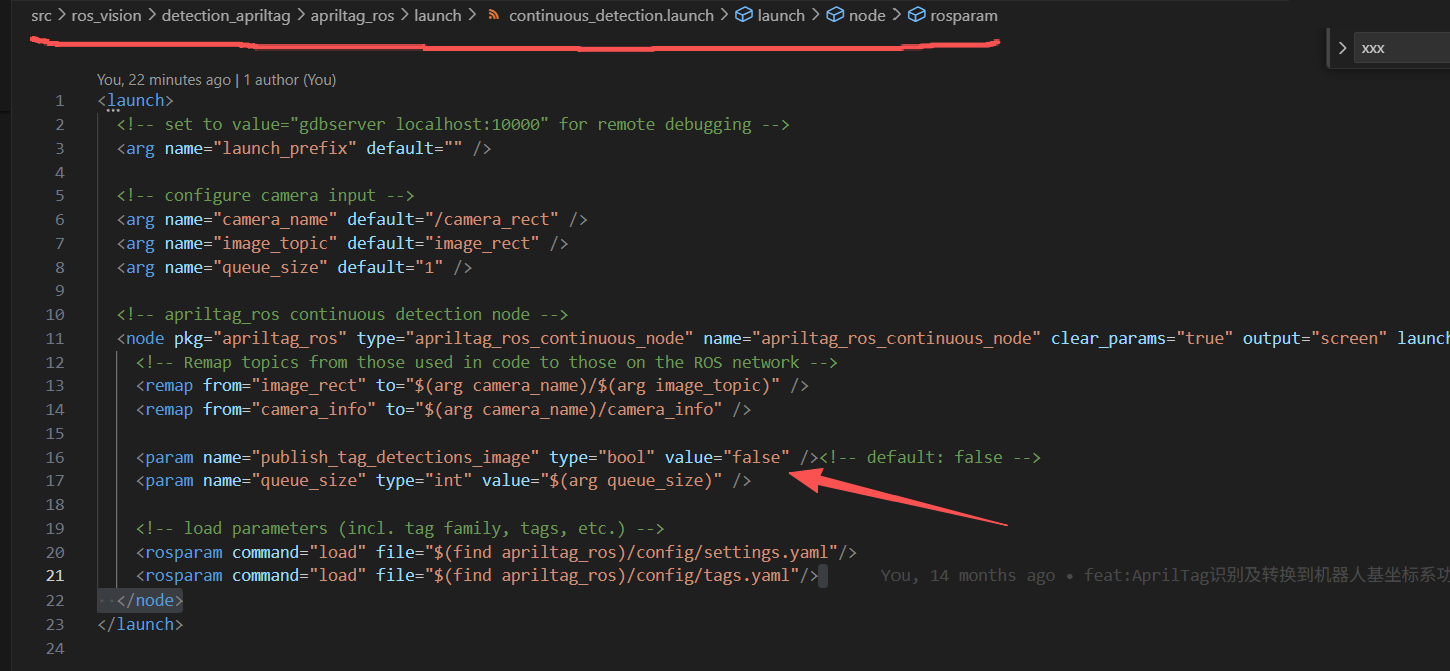 src > ros_vision > detection_apriltag > apriltag_ros > launch > continuous_detection.launch > launch > node > rosparam
xxx
You, 22 minutes ago | 1 author (You)
1 <launch>
2 <!-- set to value="gdbserver localhost:10000" for remote debugging -->
3 <arg name="launch_prefix" default="" />
4
5 <!-- configure camera input -->
6 <arg name="camera_name" default="/camera_rect" />
7 <arg name="image_topic" default="image_rect" />
8 <arg name="queue_size" default="1" />
9
10 <!-- apriltag_ros continuous detection node -->
11 <node pkg="apriltag_ros" type="apriltag_ros_continuous_node" name="apriltag_ros_continuous_node" clear_params="true" output="screen" launch
12 <!-- Remap topics from those used in code to those on the ROS network -->
13 <remap from="image_rect" to="$(arg camera_name)/$(arg image_topic)" />
14 <remap from="camera_info" to="$(arg camera_name)/camera_info" />
15
16 <param name="publish_tag_detections_image" type="bool" value="false" /><!-- default: false -->
17 <param name="queue_size" type="int" value="$(arg queue_size)" />
18
19 <!-- load parameters (incl. tag family, tags, etc.) -->
20 <rosparam command="load" file="$(find apriltag_ros)/config/settings.yaml"/>
21 <rosparam command="load" file="$(find apriltag_ros)/config/tags.yaml"/> You, 14 months ago • feat:AprilTag识别及转换到机器人基坐标系功
22 </node>
23 </launch>
24